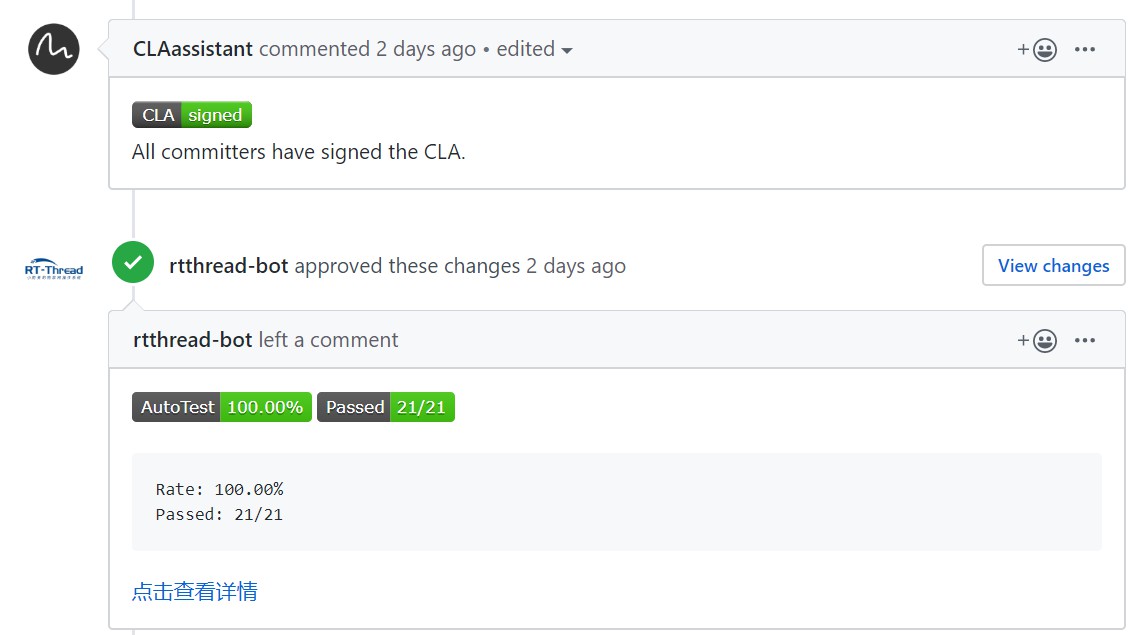 CLAassistant commented 2 days ago • edited
CLA signed
All committers have signed the CLA.
RT-Thread
rtthread-bot approved these changes 2 days ago
View changes
rtthread-bot left a comment
AutoTest 100.00% Passed 21/21
Rate: 100.00%
Passed: 21/21
点击查看详情